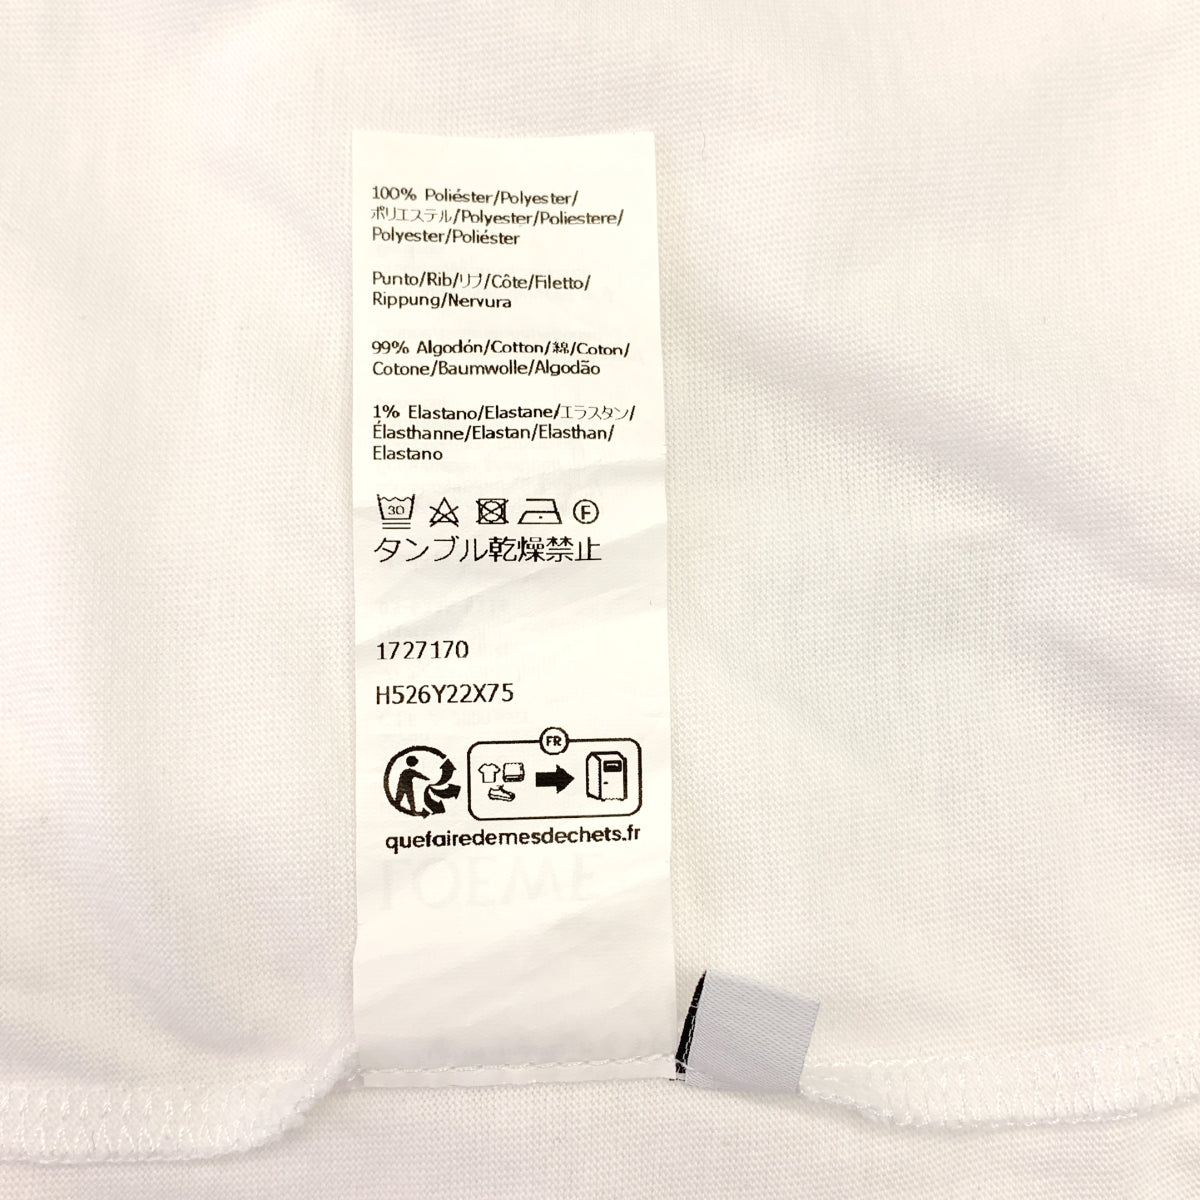 100% Poliéster/Polyester/
ポリエステル/Polyester/Poliestere/
Polyester/Poliéster
Punto/Rib/リブ/Côte/Filetto/
Rippung/Nervura
99% Algodón/Cotton/綿/Coton/
Cotone/Baumwolle/Algodão
1% Elastano/Elastane/エラスタン/
Élasthanne/Elastan/Elasthan/
Elastano
30 F
タンブル乾燥禁止
1727170
H526Y22X75
FR
quefairedemesdechets.fr
LOEWE